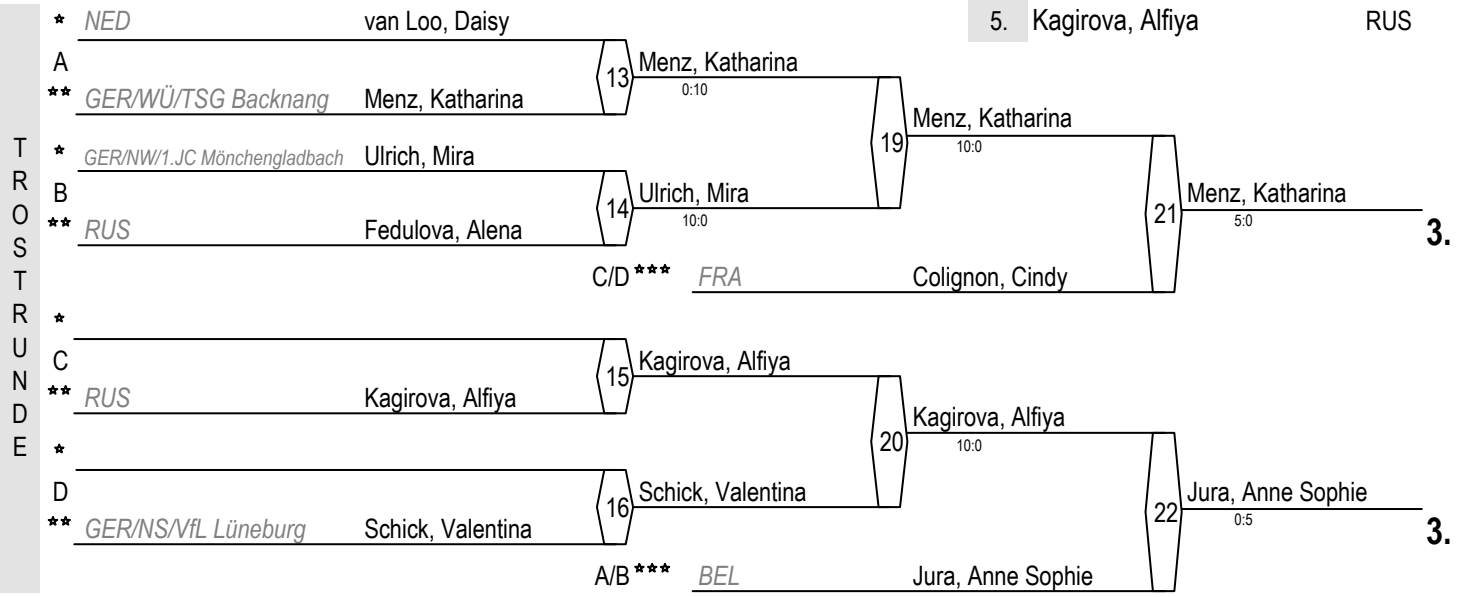 TROSTRUNDE
* NED van Loo, Daisy
5. Kagirova, Alfiya RUS
A
13 Menz, Katharina
0:10
** GER/WÜ/TSG Backnang Menz, Katharina
19 Menz, Katharina
10:0
* GER/NW/1.JC Mönchengladbach Ulrich, Mira
B
14 Ulrich, Mira
10:0
21 Menz, Katharina
5:0
3.
** RUS Fedulova, Alena
C/D *** FRA Colignon, Cindy
*
C
15 Kagirova, Alfiya
** RUS Kagirova, Alfiya
20 Kagirova, Alfiya
10:0
*
D
16 Schick, Valentina
22 Jura, Anne Sophie
0:5
3.
** GER/NS/VfL Lüneburg Schick, Valentina
A/B *** BEL Jura, Anne Sophie